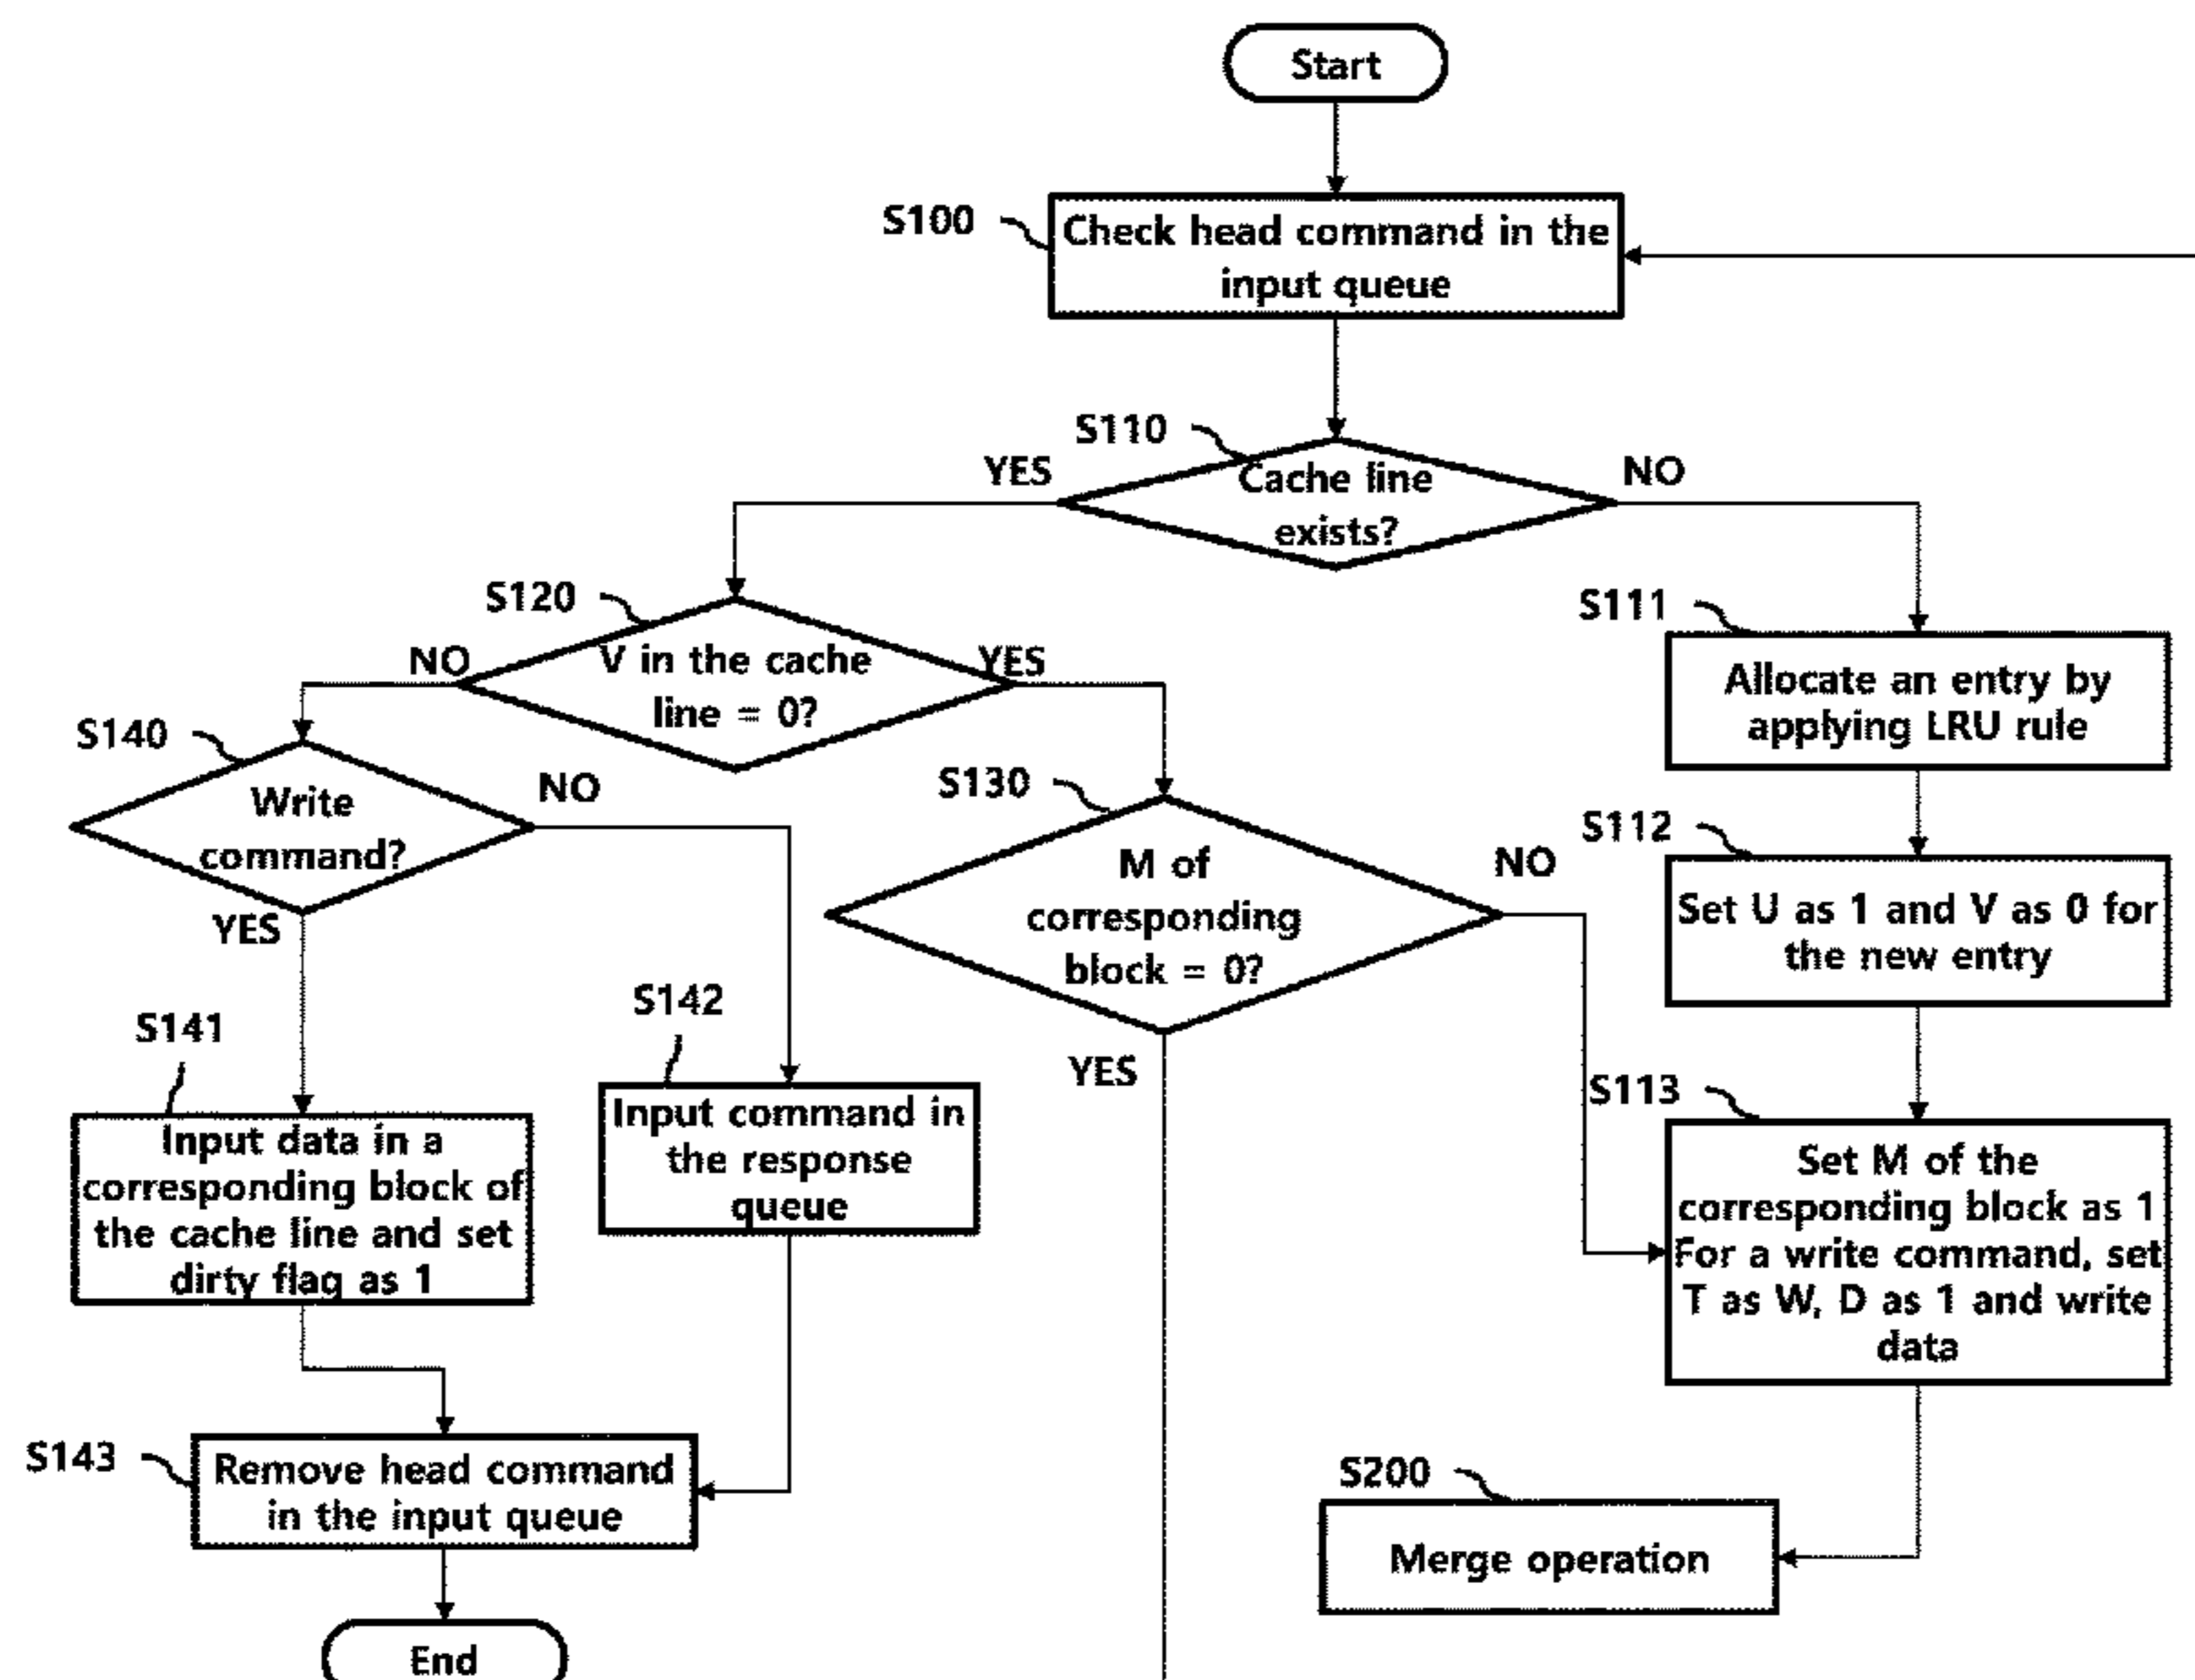 Start
S100
Check head command in the
input queue
S110
YES
Cache line
exists?
NO
S120
NO
V in the cache
line = 0?
YES
S111
Allocate an entry by
applying LRU rule
S140
Write
command?
NO
YES
S130
M of
corresponding
block = 0?
NO
YES
S112
Set U as 1 and V as 0 for
the new entry
S141
Input data in a
corresponding block of
the cache line and set
dirty flag as 1
S142
Input command in
the response
queue
S113
Set M of the
corresponding block as 1
For a write command, set
T as W, D as 1 and write
data
S143
Remove head command
in the input queue
S200
Merge operation
End